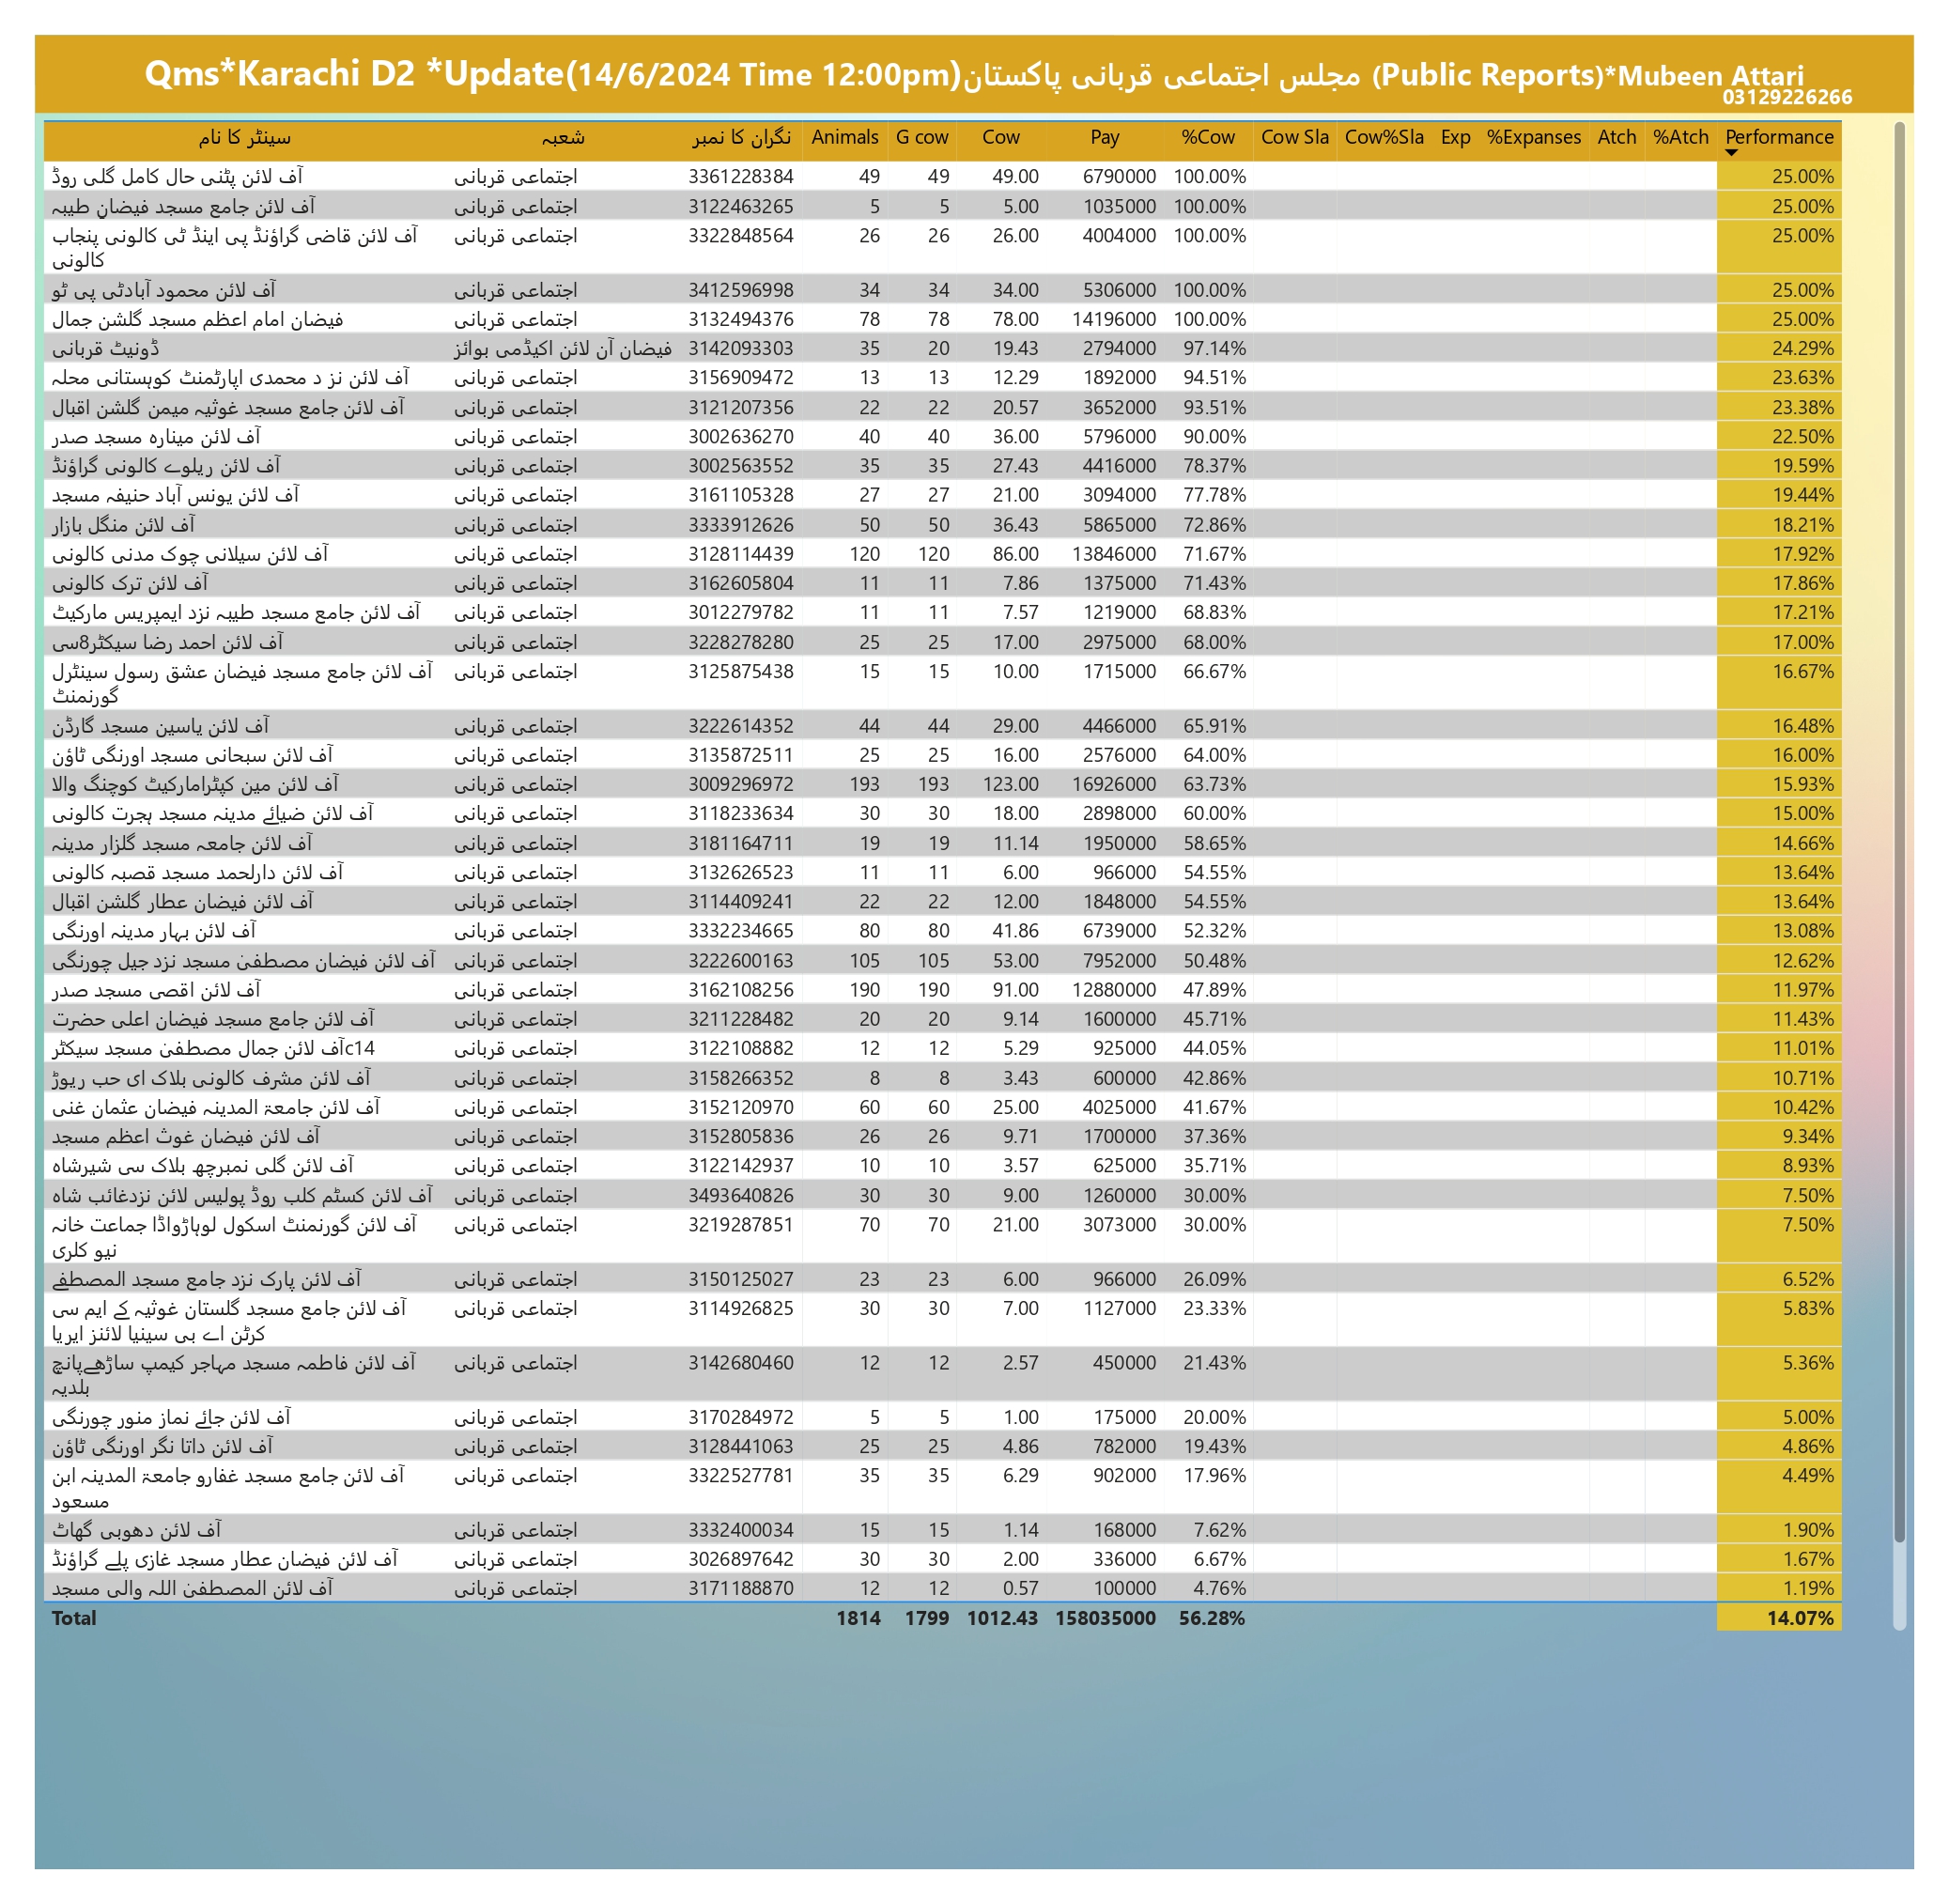 Qms*Karachi D2 *Update(14/6/2024 Time 12:00pm)مجلس اجتماعی قربانی پاکستان (Public Reports)*Mubeen Attari
03129226266
سینٹر کا نام شعبہ نگران کا نمبر Animals G cow Cow Pay %Cow Cow Sla Cow%Sla Exp %Expanses Atch %Atch Performance
آف لائن پٹنی حال کامل گلی روڈ اجتماعی قربانی 3361228384 49 49 49.00 6790000 100.00% 25.00%
آف لائن جامع مسجد فیضانِ طیبہ اجتماعی قربانی 3122463265 5 5 5.00 1035000 100.00% 25.00%
آف لائن قاضی گراؤنڈ پی اینڈ ٹی کالونی پنجاب اجتماعی قربانی 3322848564 26 26 26.00 4004000 100.00% 25.00%
کالونی
آف لائن محمود آبادٹی پی ٹو اجتماعی قربانی 3412596998 34 34 34.00 5306000 100.00% 25.00%
فیضان امام اعظم مسجد گلشن جمال اجتماعی قربانی 3132494376 78 78 78.00 14196000 100.00% 25.00%
ڈونیٹ قربانی فیضان آن لائن اکیڈمی بوائز 3142093303 35 20 19.43 2794000 97.14% 24.29%
آف لائن نز د محمدی اپارٹمنٹ کوہستانی محلہ اجتماعی قربانی 3156909472 13 13 12.29 1892000 94.51% 23.63%
آف لائن جامع مسجد غوثیہ میمن گلشن اقبال اجتماعی قربانی 3121207356 22 22 20.57 3652000 93.51% 23.38%
آف لائن مینارہ مسجد صدر اجتماعی قربانی 3002636270 40 40 36.00 5796000 90.00% 22.50%
آف لائن ریلوے کالونی گراؤنڈ اجتماعی قربانی 3002563552 35 35 27.43 4416000 78.37% 19.59%
آف لائن یونس آباد حنیفہ مسجد اجتماعی قربانی 3161105328 27 27 21.00 3094000 77.78% 19.44%
آف لائن منگل بازار اجتماعی قربانی 3333912626 50 50 36.43 5865000 72.86% 18.21%
آف لائن سیلانی چوک مدنی کالونی اجتماعی قربانی 3128114439 120 120 86.00 13846000 71.67% 17.92%
آف لائن ترک کالونی اجتماعی قربانی 3162605804 11 11 7.86 1375000 71.43% 17.86%
آف لائن جامع مسجد طیبہ نزد ایمپریس مارکیٹ اجتماعی قربانی 3012279782 11 11 7.57 1219000 68.83% 17.21%
آف لائن احمد رضا سیکٹر8سی اجتماعی قربانی 3228278280 25 25 17.00 2975000 68.00% 17.00%
آف لائن جامع مسجد فیضان عشق رسول سینٹرل اجتماعی قربانی 3125875438 15 15 10.00 1715000 66.67% 16.67%
گورنمنٹ
آف لائن یاسین مسجد گارڈن اجتماعی قربانی 3222614352 44 44 29.00 4466000 65.91% 16.48%
آف لائن سبحانی مسجد اورنگی ٹاؤن اجتماعی قربانی 3135872511 25 25 16.00 2576000 64.00% 16.00%
آف لائن مین کپٹرامارکیٹ کوچنگ والا اجتماعی قربانی 3009296972 193 193 123.00 16926000 63.73% 15.93%
آف لائن ضیائے مدینہ مسجد ہجرت کالونی اجتماعی قربانی 3118233634 30 30 18.00 2898000 60.00% 15.00%
آف لائن جامعہ مسجد گلزار مدینہ اجتماعی قربانی 3181164711 19 19 11.14 1950000 58.65% 14.66%
آف لائن دارلحمد مسجد قصبہ کالونی اجتماعی قربانی 3132626523 11 11 6.00 966000 54.55% 13.64%
آف لائن فیضان عطار گلشن اقبال اجتماعی قربانی 3114409241 22 22 12.00 1848000 54.55% 13.64%
آف لائن بہار مدینہ اورنگی اجتماعی قربانی 3332234665 80 80 41.86 6739000 52.32% 13.08%
آف لائن فیضان مصطفیٰ مسجد نزد جیل چورنگی اجتماعی قربانی 3222600163 105 105 53.00 7952000 50.48% 12.62%
آف لائن اقصی مسجد صدر اجتماعی قربانی 3162108256 190 190 91.00 12880000 47.89% 11.97%
آف لائن جامع مسجد فیضان اعلی حضرت اجتماعی قربانی 3211228482 20 20 9.14 1600000 45.71% 11.43%
آف لائن جمال مصطفیٰ مسجد سیکٹرc14 اجتماعی قربانی 3122108882 12 12 5.29 925000 44.05% 11.01%
آف لائن مشرف کالونی بلاک ای حب ریوڑ اجتماعی قربانی 3158266352 8 8 3.43 600000 42.86% 10.71%
آف لائن جامعۃ المدینہ فیضان عثمان غنی اجتماعی قربانی 3152120970 60 60 25.00 4025000 41.67% 10.42%
آف لائن فیضان غوث اعظم مسجد اجتماعی قربانی 3152805836 26 26 9.71 1700000 37.36% 9.34%
آف لائن گلی نمبرچھ بلاک سی شیرشاہ اجتماعی قربانی 3122142937 10 10 3.57 625000 35.71% 8.93%
آف لائن کسٹم کلب روڈ پولیس لائن نزدغائب شاہ اجتماعی قربانی 3493640826 30 30 9.00 1260000 30.00% 7.50%
آف لائن گورنمنٹ اسکول لوہاڑواڈا جماعت خانہ اجتماعی قربانی 3219287851 70 70 21.00 3073000 30.00% 7.50%
نیو کلری
آف لائن پارک نزد جامع مسجد المصطفے اجتماعی قربانی 3150125027 23 23 6.00 966000 26.09% 6.52%
آف لائن جامع مسجد گلستان غوثیہ کے ایم سی اجتماعی قربانی 3114926825 30 30 7.00 1127000 23.33% 5.83%
کرٹن اے بی سینیا لائنز ایریا
آف لائن فاطمہ مسجد مہاجر کیمپ ساڑھےپانچ اجتماعی قربانی 3142680460 12 12 2.57 450000 21.43% 5.36%
بلدیہ
آف لائن جائے نماز منور چورنگی اجتماعی قربانی 3170284972 5 5 1.00 175000 20.00% 5.00%
آف لائن داتا نگر اورنگی ٹاؤن اجتماعی قربانی 3128441063 25 25 4.86 782000 19.43% 4.86%
آف لائن جامع مسجد غفارو جامعۃ المدینہ ابن اجتماعی قربانی 3322527781 35 35 6.29 902000 17.96% 4.49%
مسعود
آف لائن دھوبی گھاٹ اجتماعی قربانی 3332400034 15 15 1.14 168000 7.62% 1.90%
آف لائن فیضان عطار مسجد غازی پلے گراؤنڈ اجتماعی قربانی 3026897642 30 30 2.00 336000 6.67% 1.67%
آف لائن المصطفیٰ اللہ والی مسجد اجتماعی قربانی 3171188870 12 12 0.57 100000 4.76% 1.19%
Total 1814 1799 1012.43 158035000 56.28% 14.07%